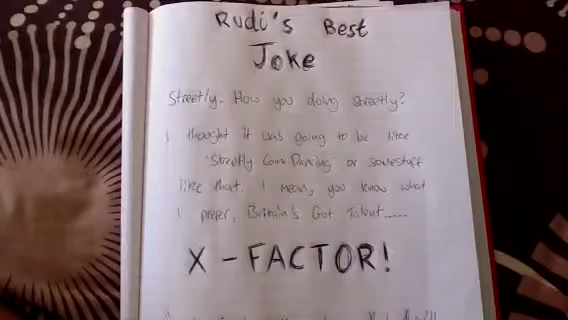 Rudi's Best
Joke
Streetly. How you doing streetly?
I thought it was going to be like
'Streetly Come Dancing' or
like that. I mean, you know what
I prefer, Britain's Got Talent.....
X - FACTOR!